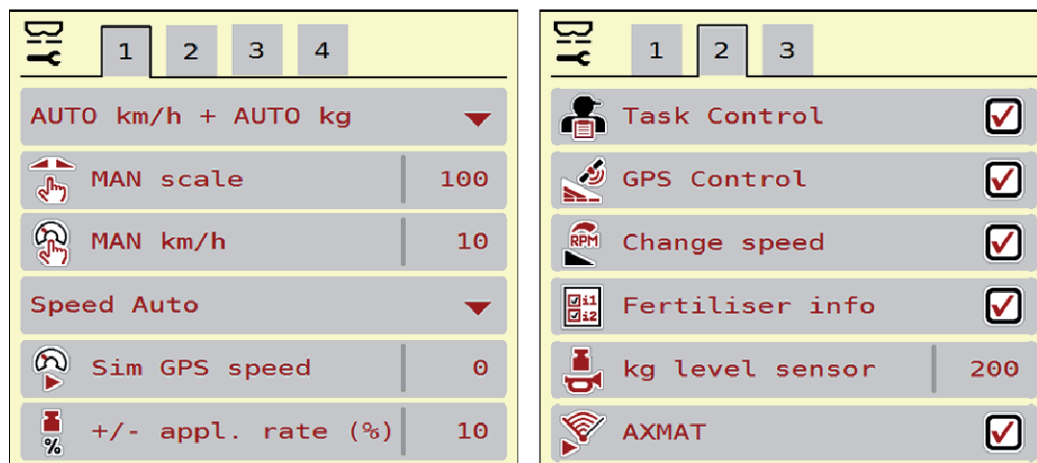 1 2 3 4
AUTO km/h + AUTO kg
MAN scale 100
MAN km/h 10
Speed Auto
Sim GPS speed 0
% +/- appl. rate (%) 10
1 2 3
Task Control
GPS Control
RPM Change speed
i1 i2 Fertiliser info
kg level sensor 200
AXMAT